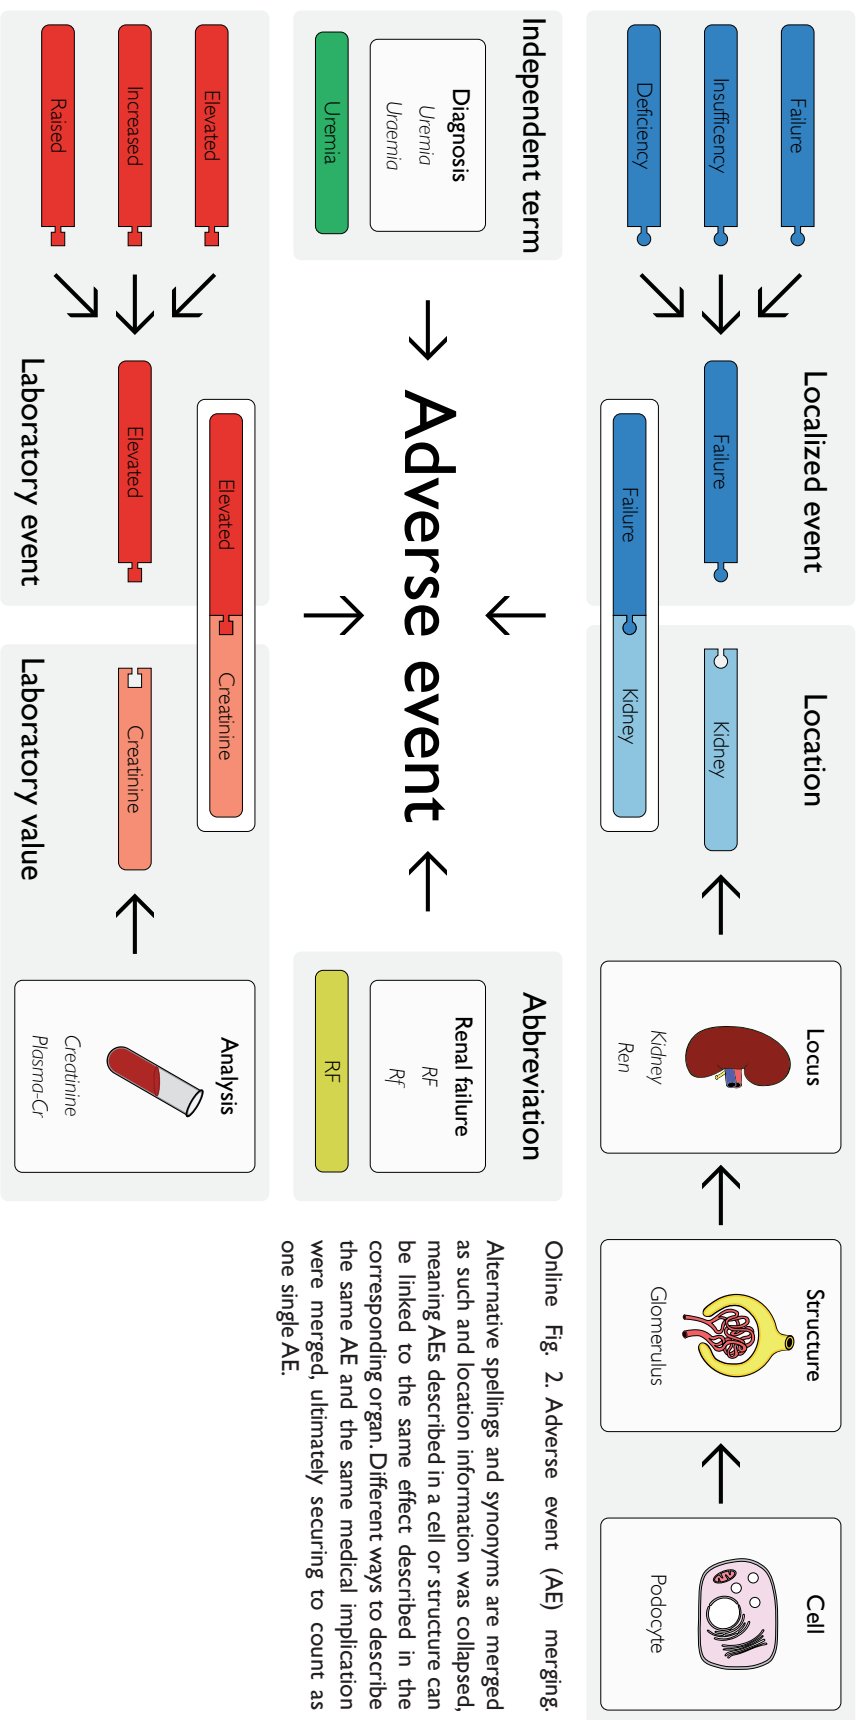 Localized event
Location
Failure
Insufficency
Deficiency
Failure
Kidney
Failure
Kidney
Locus
Kidney
Ren
Structure
Glomerulus
Cell
Podocyte
Independent term
Diagnosis
Uremia
Uraemia
Uremia
Adverse event
Abbreviation
Renal failure
RF
Rf
RF
Elevated
Increased
Raised
Elevated
Elevated
Creatinine
Creatinine
Laboratory event
Laboratory value
Analysis
Creatinine
Plasma-Cr
Online Fig. 2. Adverse event (AE) merging.
Alternative spellings and synonyms are merged
as such and location information was collapsed,
meaning AEs described in a cell or structure can
be linked to the same effect described in the
corresponding organ. Different ways to describe
the same AE and the same medical implication
were merged, ultimately securing to count as
one single AE.